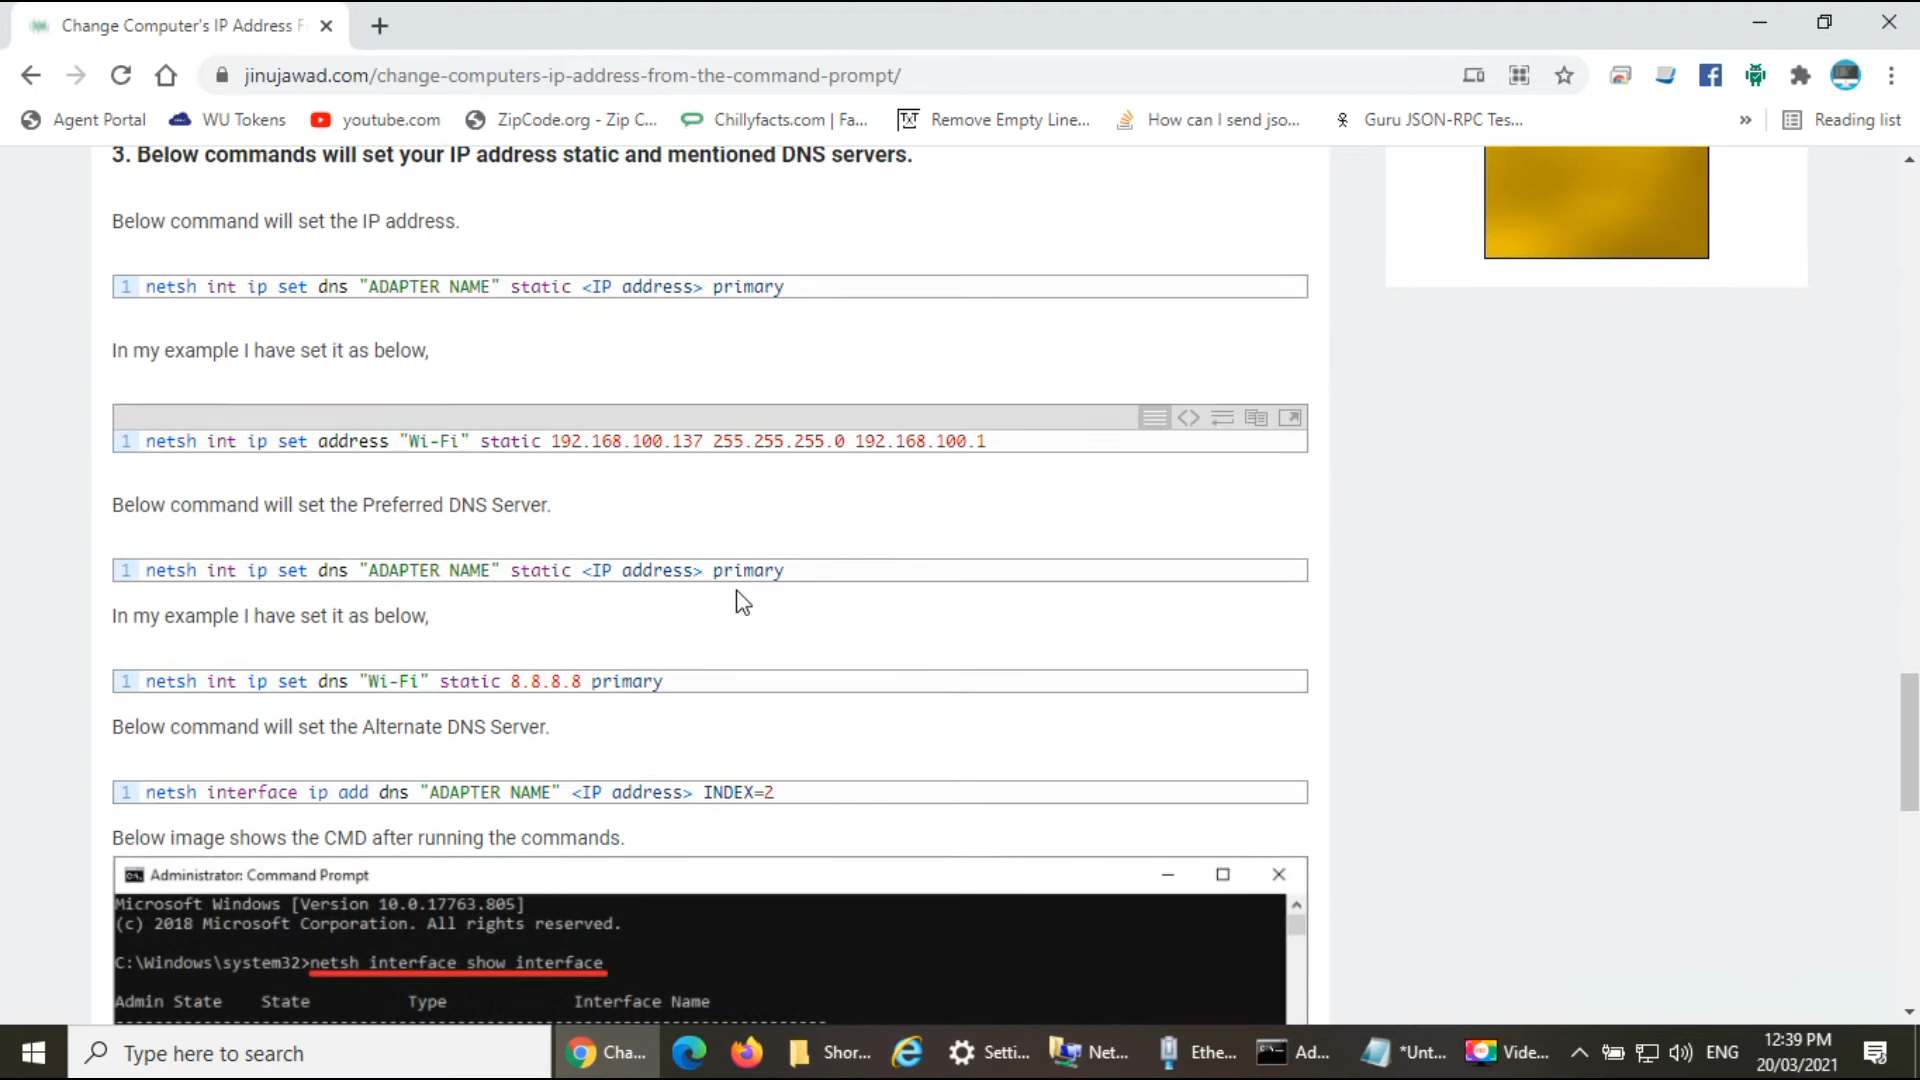 Change Computer's IP Address F
jinujawad.com/change-computers-ip-address-from-the-command-prompt/
Agent Portal
WU Tokens
youtube.com
ZipCode.org - Zip C...
Chillyfacts.com | Fa...
TXT
Remove Empty Line...
How can I send jso...
Guru JSON-RPC Tes...
»
Reading list
3. Below commands will set your IP address static and mentioned DNS servers.
Below command will set the IP address.
1 netsh int ip set dns "ADAPTER NAME" static <IP address> primary
In my example I have set it as below,
1 netsh int ip set address "Wi-Fi" static 192.168.100.137 255.255.255.0 192.168.100.1
Below command will set the Preferred DNS Server.
1 netsh int ip set dns "ADAPTER NAME" static <IP address> primary
In my example I have set it as below,
1 netsh int ip set dns "Wi-Fi" static 8.8.8.8 primary
Below command will set the Alternate DNS Server.
1 netsh interface ip add dns "ADAPTER NAME" <IP address> INDEX=2
Below image shows the CMD after running the commands.
Administrator: Command Prompt
Microsoft Windows [Version 10.0.17763.805]
(c) 2018 Microsoft Corporation. All rights reserved.
C:\Windows\system32>netsh interface show interface
Admin State State Type Interface Name
Type here to search
Cha...
Shor...
Setti...
Net...
Ethe...
Ad...
*Unt...
Vide...
ENG
12:39 PM
20/03/2021